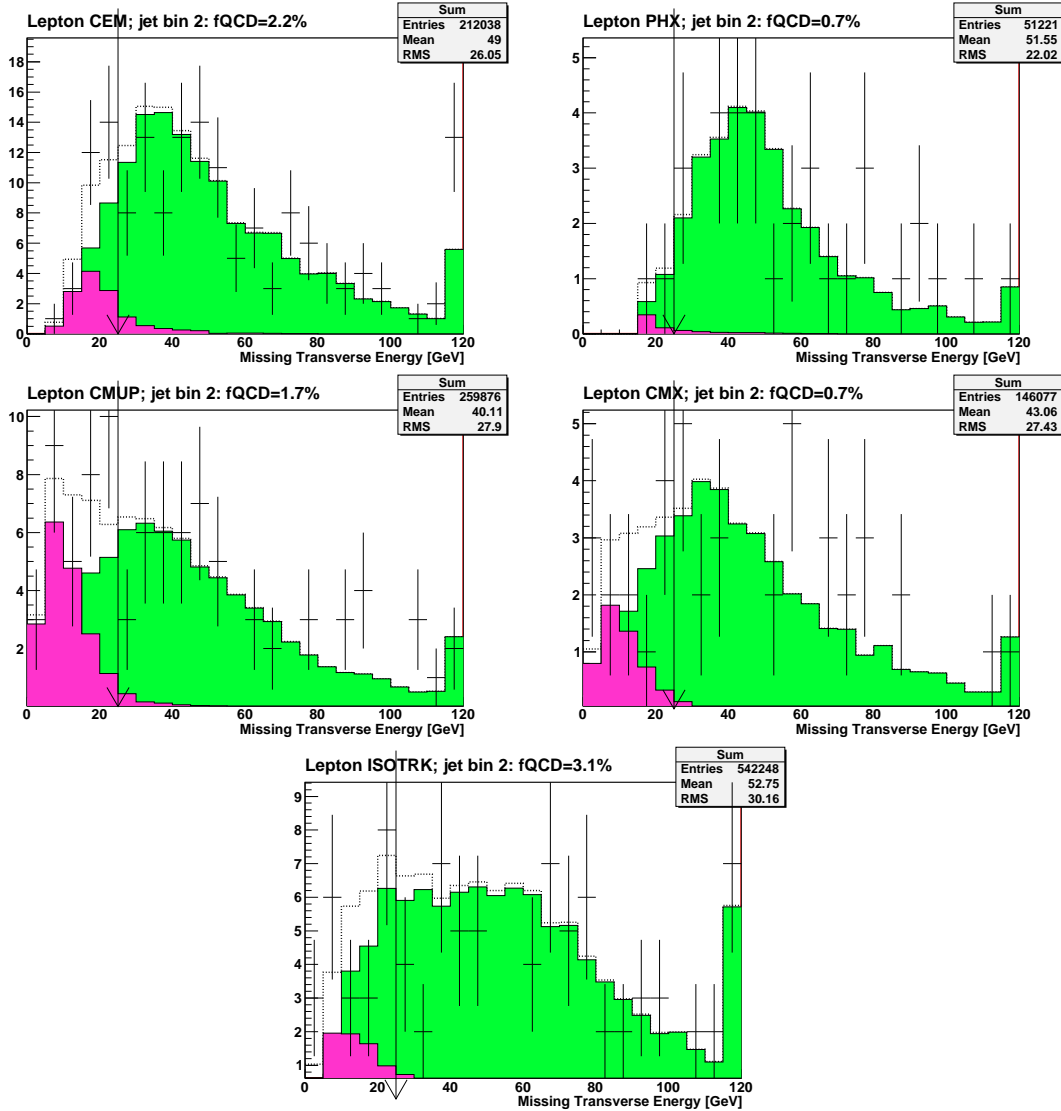 Lepton CEM; jet bin 2: fQCD=2.2%
Sum
Entries 212038
Mean 49
RMS 26.05
18
16
14
12
10
8
6
4
2
0
0 20 40 60 80 100 120
Missing Transverse Energy [GeV]
Lepton PHX; jet bin 2: fQCD=0.7%
Sum
Entries 51221
Mean 51.55
RMS 22.02
5
4
3
2
1
0
0 20 40 60 80 100 120
Missing Transverse Energy [GeV]
Lepton CMUP; jet bin 2: fQCD=1.7%
Sum
Entries 259876
Mean 40.11
RMS 27.9
10
8
6
4
2
0 20 40 60 80 100 120
Missing Transverse Energy [GeV]
Lepton CMX; jet bin 2: fQCD=0.7%
Sum
Entries 146077
Mean 43.06
RMS 27.43
5
4
3
2
1
0 20 40 60 80 100 120
Missing Transverse Energy [GeV]
Lepton ISOTRK; jet bin 2: fQCD=3.1%
Sum
Entries 542248
Mean 52.75
RMS 30.16
9
8
7
6
5
4
3
2
1
0 20 40 60 80 100 120
Missing Transverse Energy [GeV]